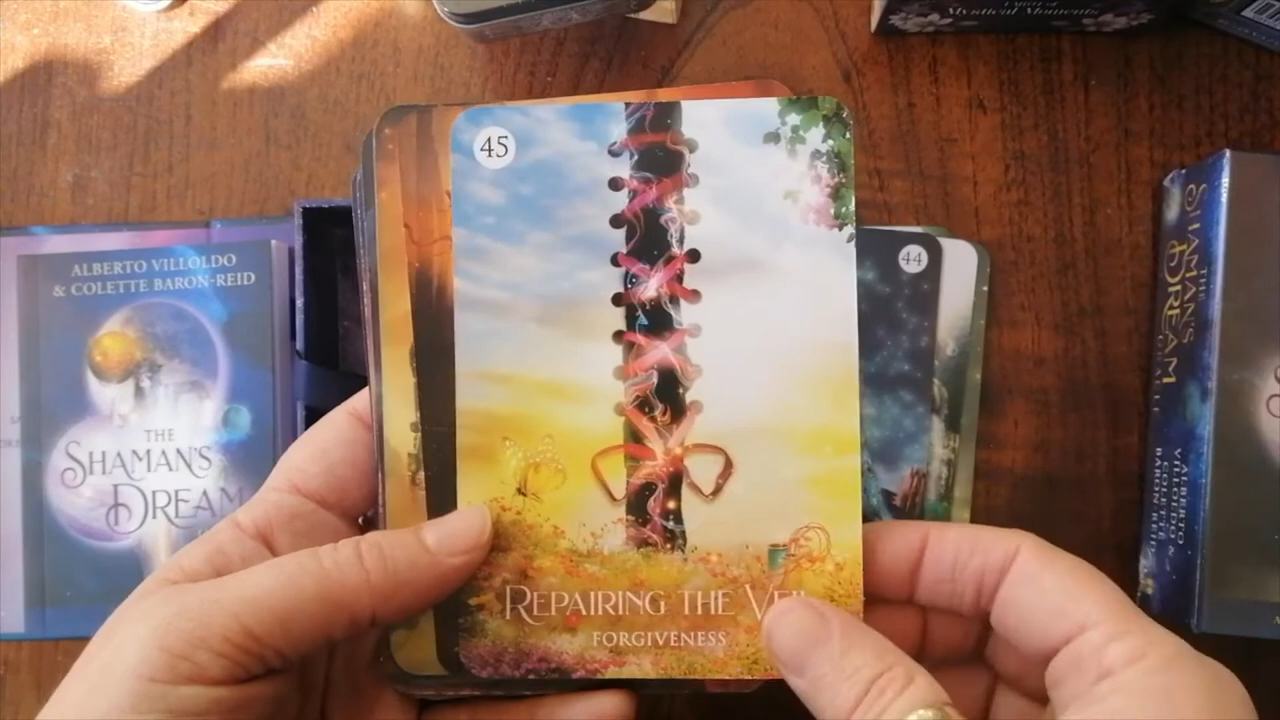 Mystical Moments
45
44
ALBERTO VILLOLDO
& COLETTE BARON-REID
THE
SHAMAN'S
DREAM
REPAIRING THE
FORGIVENESS
THE
SHAMAN'S
DREAM
ORACLE
ALBERTO
VILLOLDO &
COLETTE
BARON-REID